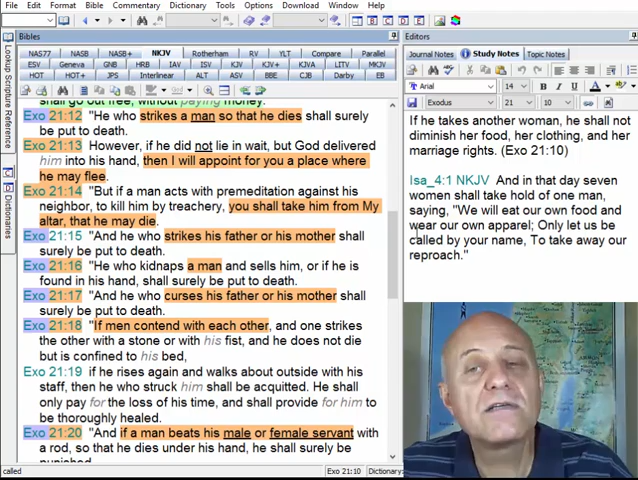 File Edit View Bible Commentary Dictionary Tools Options Download Window Help
Lookup Scripture Reference
Dictionaries
Bibles
NASB77 NASB NASB+ NKJV Rotherham RV YLT Compare Parallel
ESV Geneva GNB HRB IAV ISV KJV KJV+ KJVA LITV MKJV
HOT HOT+ JPS Interlinear ALT ASV BBE CJB Darby EB
shall go out free, without paying money.
Exo 21:12 "He who strikes a man so that he dies shall surely
be put to death.
Exo 21:13 However, if he did not lie in wait, but God delivered
him into his hand, then I will appoint for you a place where
he may flee.
Exo 21:14 "But if a man acts with premeditation against his
neighbor, to kill him by treachery, you shall take him from My
altar, that he may die.
Exo 21:15 "And he who strikes his father or his mother shall
surely be put to death.
Exo 21:16 "He who kidnaps a man and sells him, or if he is
found in his hand, shall surely be put to death.
Exo 21:17 "And he who curses his father or his mother shall
surely be put to death.
Exo 21:18 "If men contend with each other, and one strikes
the other with a stone or with his fist, and he does not die
but is confined to his bed,
Exo 21:19 if he rises again and walks about outside with his
staff, then he who struck him shall be acquitted. He shall
only pay for the loss of his time, and shall provide for him to
be thoroughly healed.
Exo 21:20 "And if a man beats his male or female servant with
a rod, so that he dies under his hand, he shall surely be
punished.
called
Exo 21:10
Dictionary:
Editors
Journal Notes Study Notes Topic Notes
Arial 14 B I U
Exodus 21 10
If he takes another woman, he shall not
diminish her food, her clothing, and her
marriage rights. (Exo 21:10)
Isa_4:1 NKJV And in that day seven
women shall take hold of one man,
saying, "We will eat our own food and
wear our own apparel; Only let us be
called by your name, To take away our
reproach."